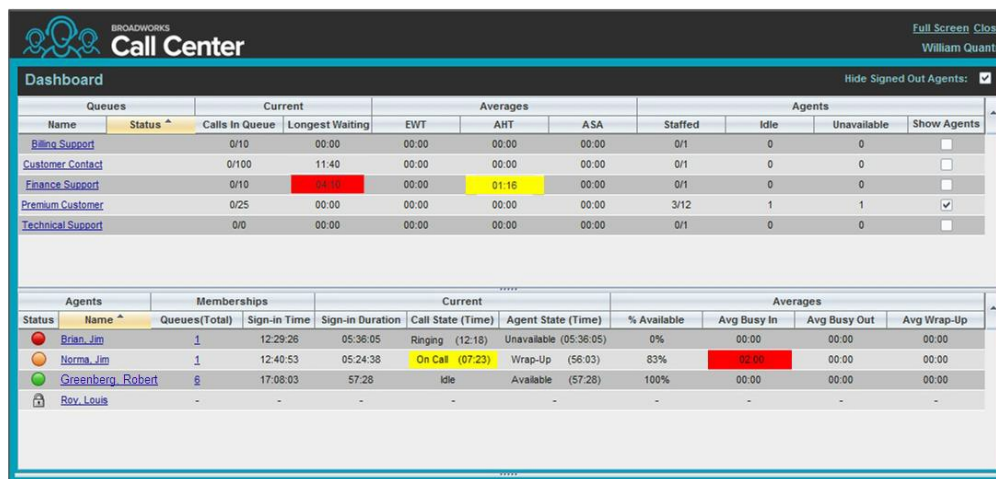 BROADWORKS
Call Center
Full Screen Clos
William Quant
Dashboard Hide Signed Out Agents:
Queues Current Averages Agents
Name Status Calls In Queue Longest Waiting EWT AHT ASA Staffed Idle Unavailable Show Agents
Billing Support 0/10 00:00 00:00 00:00 00:00 0/1 0 0
Customer Contact 0/100 11:40 00:00 00:00 00:00 0/1 0 0
Finance Support 0/10 04:10 00:00 01:16 00:00 0/1 0 0
Premium Customer 0/25 00:00 00:00 00:00 00:00 3/12 1 1
Technical Support 0/0 00:00 00:00 00:00 00:00 0/1 0 0
Agents Memberships Current Averages
Status Name Queues(Total) Sign-in Time Sign-in Duration Call State (Time) Agent State (Time) % Available Avg Busy In Avg Busy Out Avg Wrap-Up
Brian, Jim 1 12:29:26 05:36:05 Ringing (12:18) Unavailable (05:36:05) 0% 00:00 00:00 00:00
Norma, Jim 1 12:40:53 05:24:38 On Call (07:23) Wrap-Up (56:03) 83% 02:00 00:00 00:00
Greenberg, Robert 6 17:08:03 57:28 Idle Available (57:28) 100% 00:00 00:00 00:00
Roy, Louis - - - - - - - - -